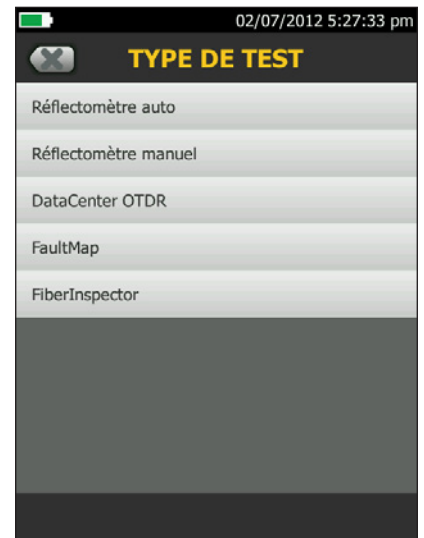 02/07/2012 5:27:33 pm
TYPE DE TEST
Réflectomètre auto
Réflectomètre manuel
DataCenter OTDR
FaultMap
FiberInspector